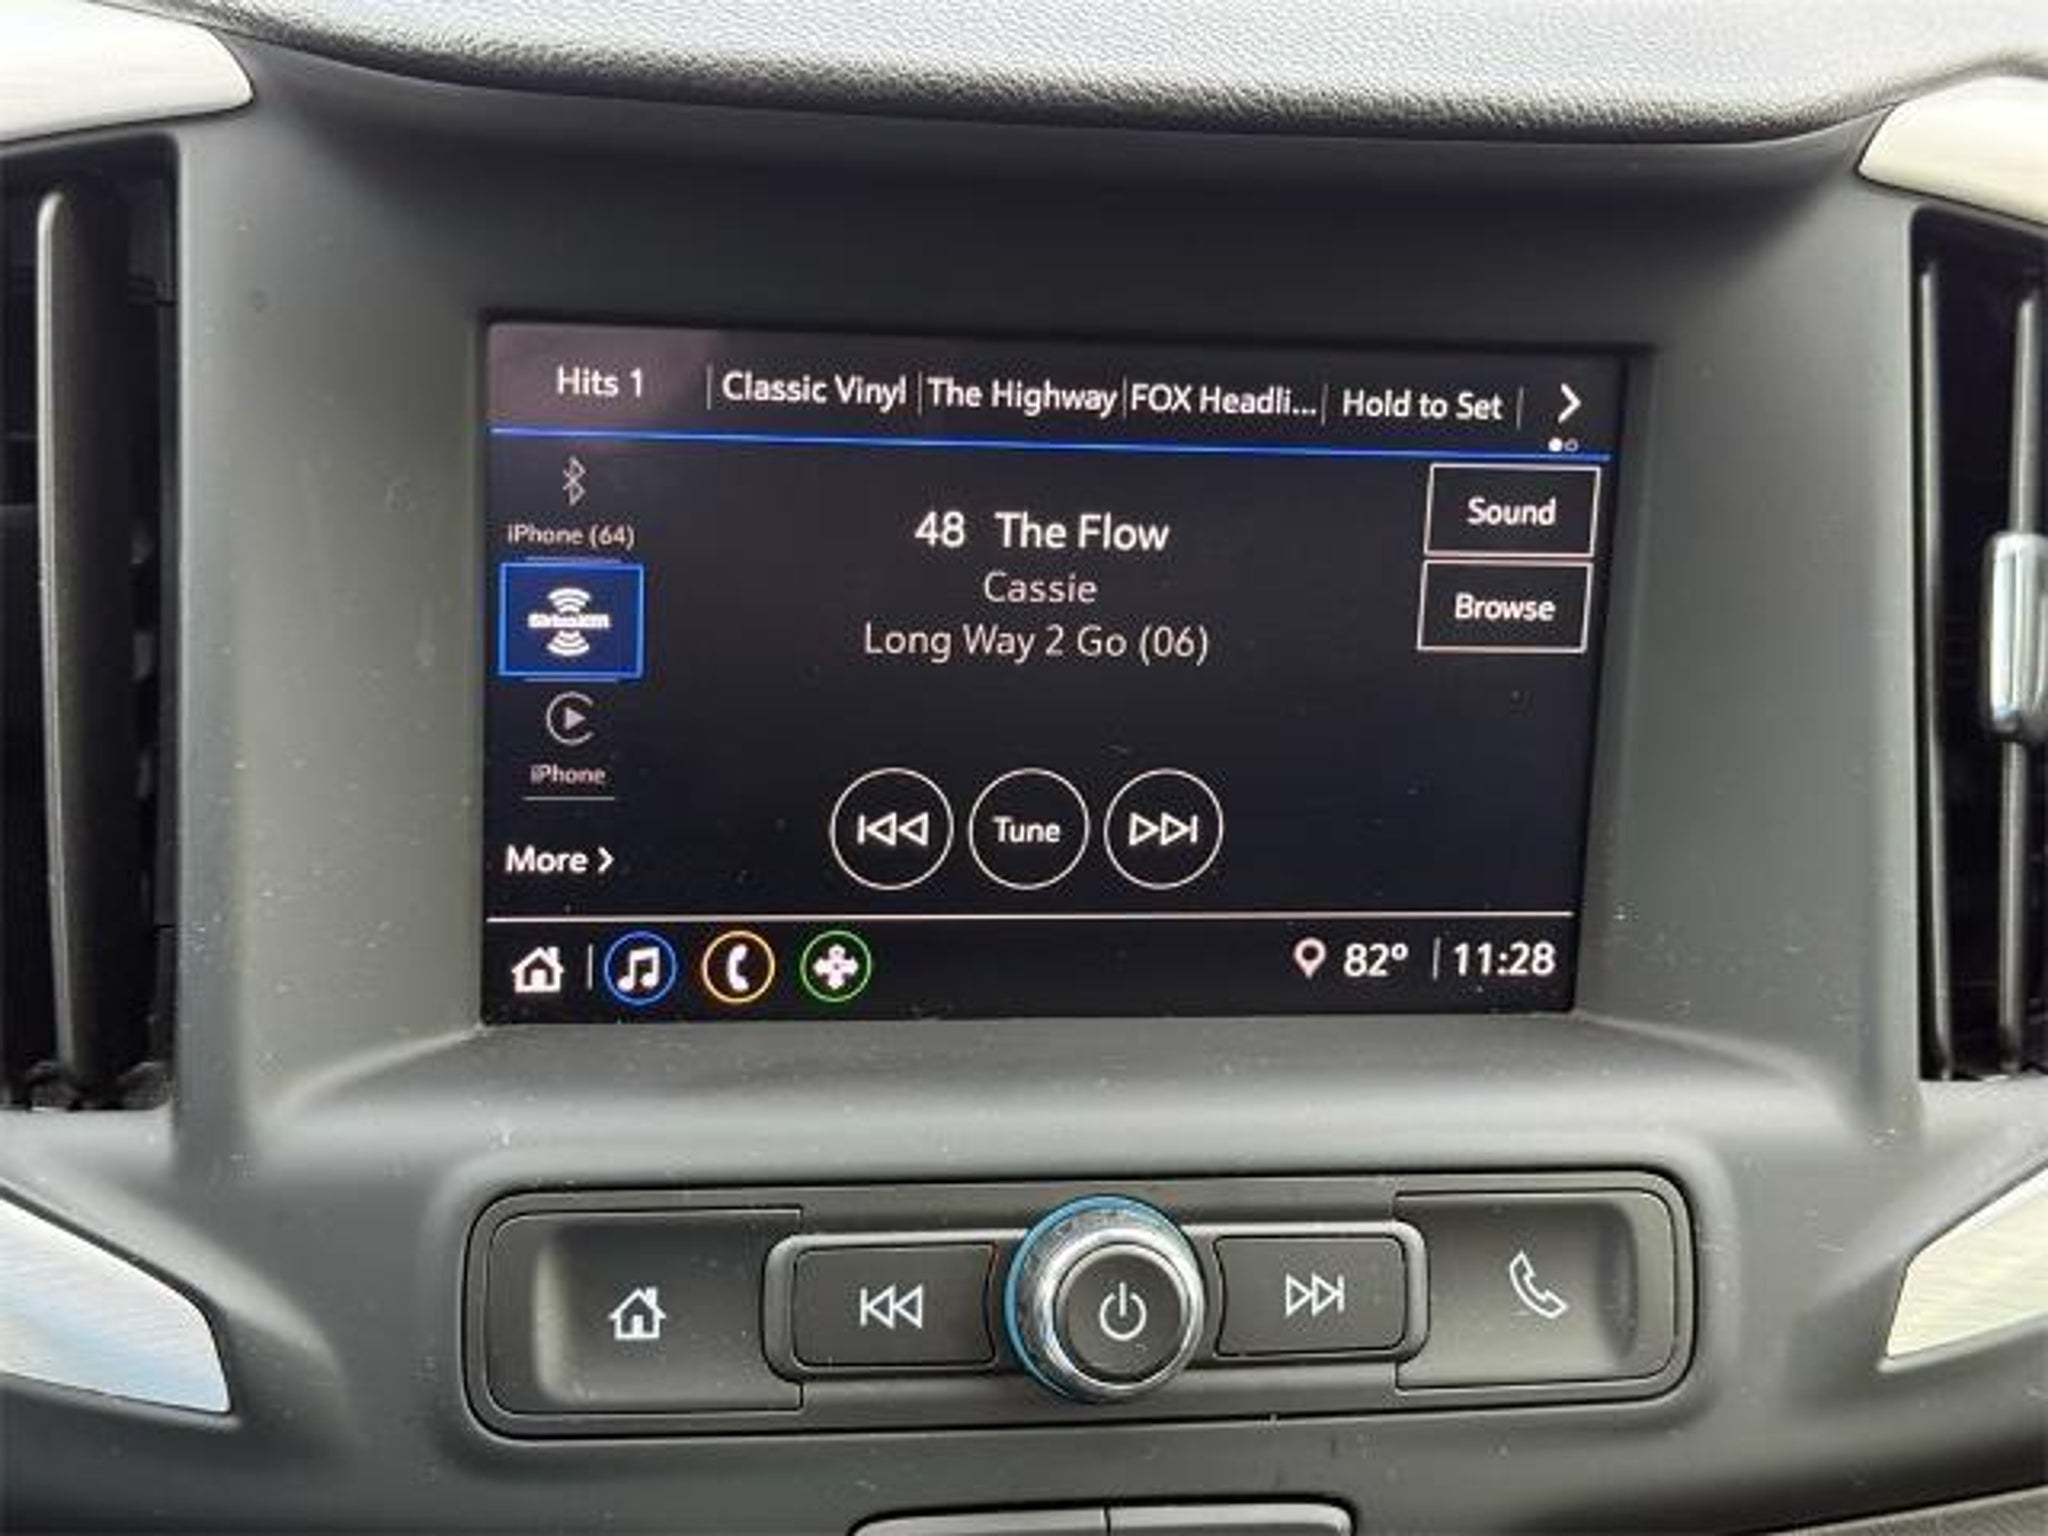 Hits 1 Classic Vinyl The Highway FOX Headli... Hold to Set
iPhone (64)
48 The Flow
Cassie
Long Way 2 Go (06)
Sound
Browse
SiriusXM
iPhone
More
Tune
82° 11:28